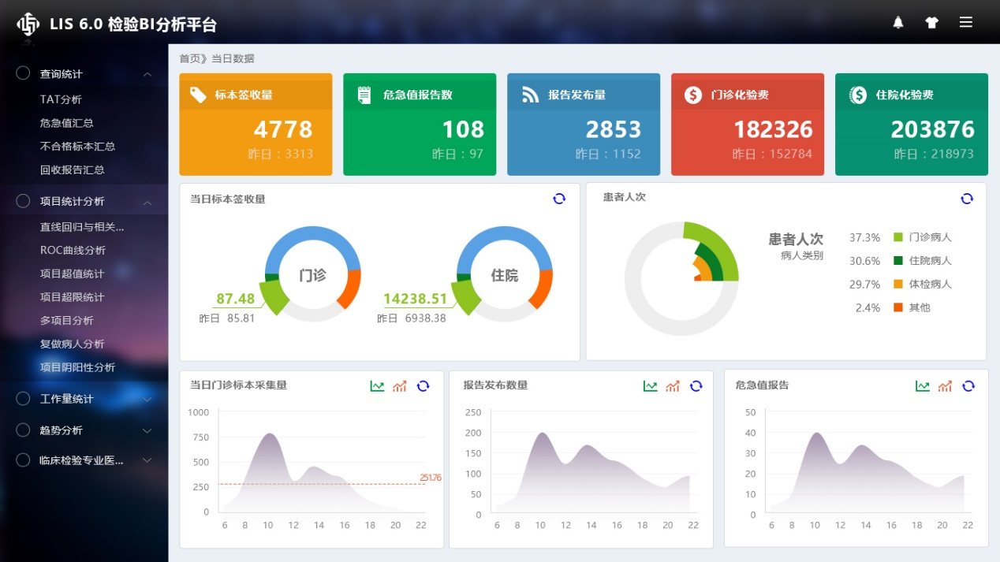 LIS 6.0 检验BI分析平台
查询统计
TAT分析
危急值汇总
不合格标本汇总
回收报告汇总
项目统计分析
直线回归与相关...
ROC曲线分析
项目超值统计
项目超限统计
多项目分析
复做病人分析
项目阴阳性分析
工作量统计
趋势分析
临床检验专业医...
首页》当日数据
标本签收量
4778
昨日：3313
危急值报告数
108
昨日：97
报告发布量
2853
昨日：1152
门诊化验费
182326
昨日：152784
住院化验费
203876
昨日：218973
当日标本签收量
门诊
87.48
昨日 85.81
住院
14238.51
昨日 6938.38
患者人次
患者人次
病人类别
37.3% 门诊病人
30.6% 住院病人
29.7% 体检病人
2.4% 其他
当日门诊标本采集量
1000
750
500
250
0
251.76
6 8 10 12 14 16 18 20 22
报告发布数量
250
200
150
100
50
0
6 8 10 12 14 16 18 20 22
危急值报告
50
40
30
20
10
0
6 8 10 12 14 16 18 20 22